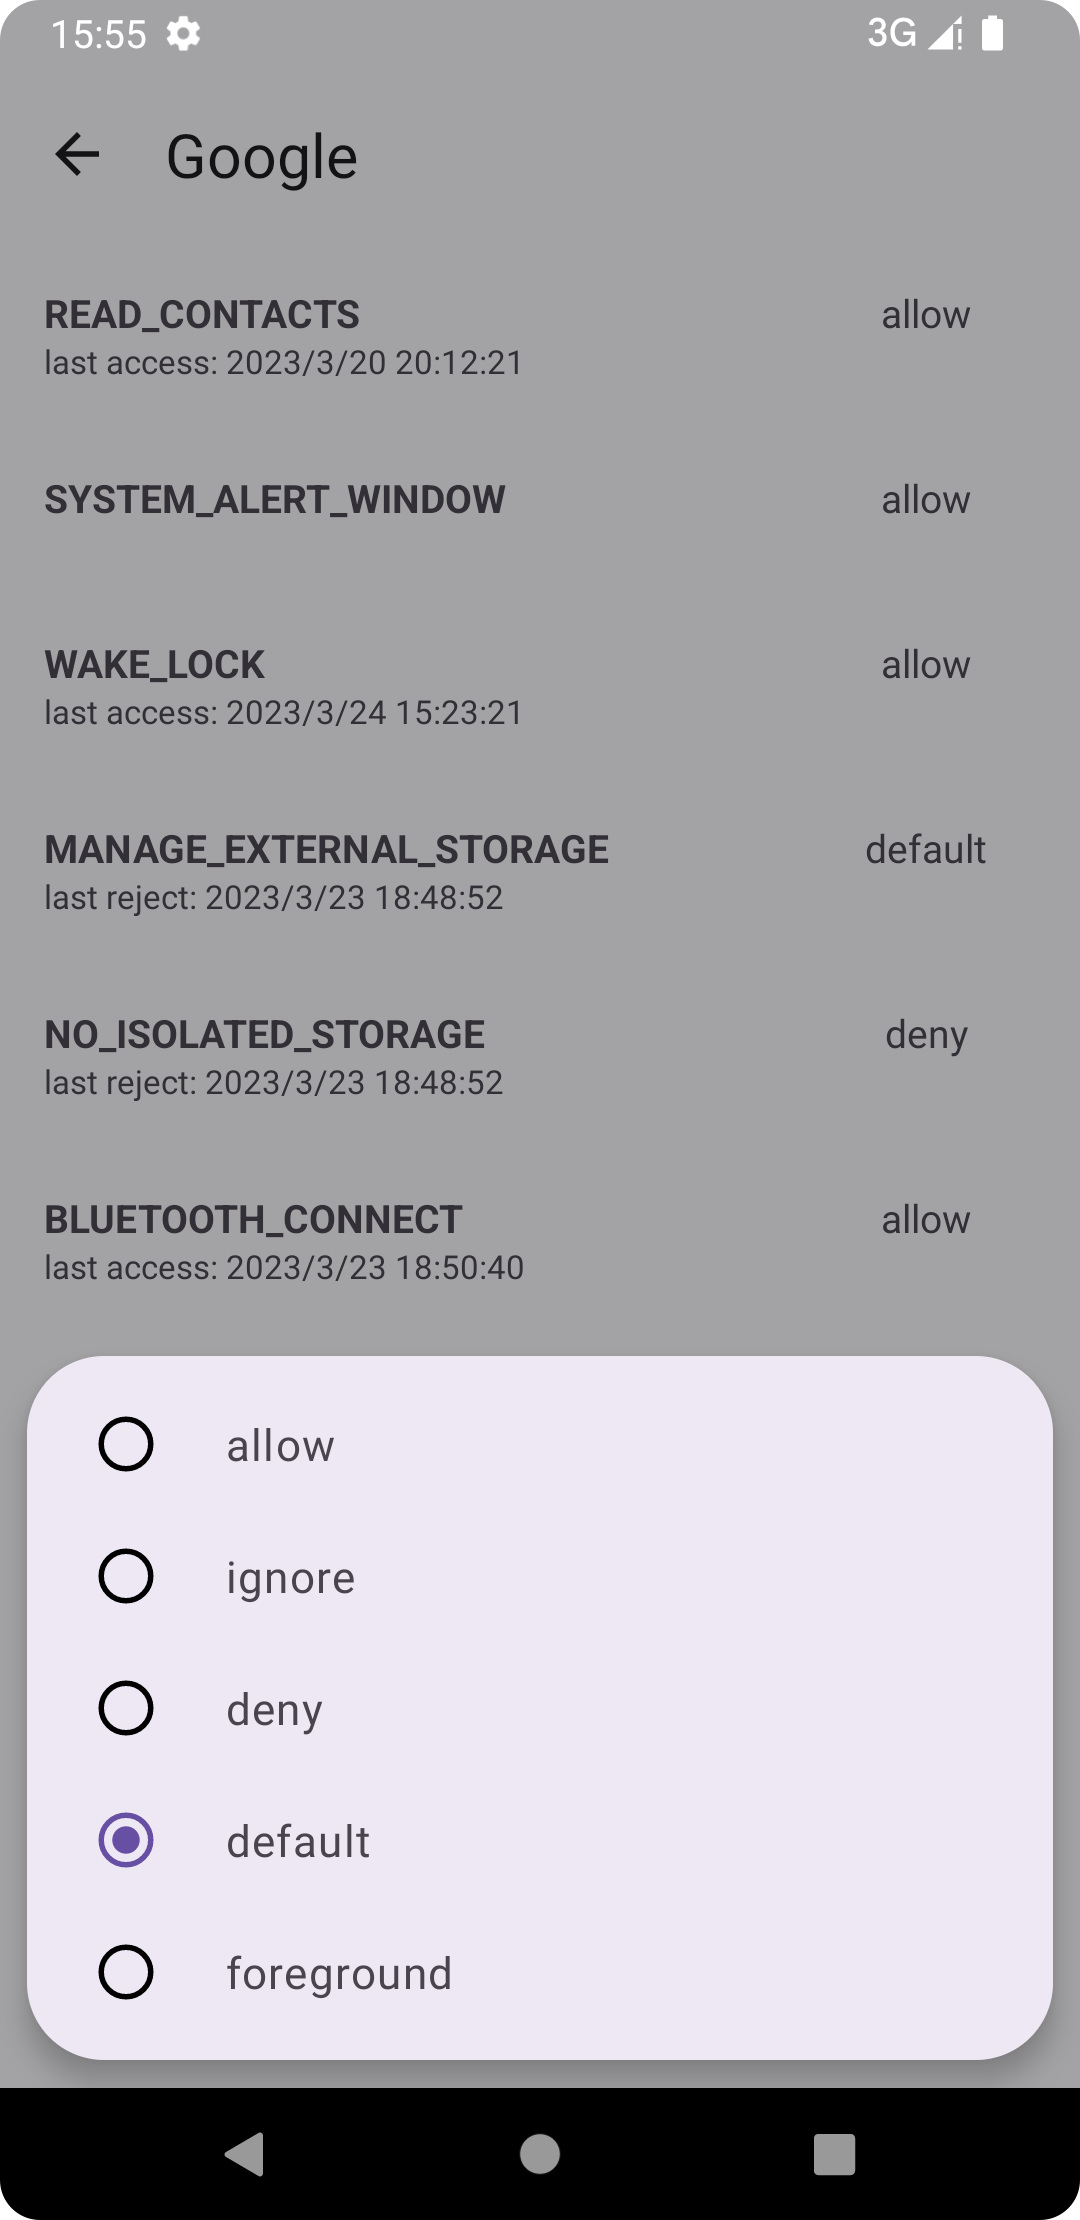 15:55 3G
Google
READ_CONTACTS allow
last access: 2023/3/20 20:12:21
SYSTEM_ALERT_WINDOW allow
WAKE_LOCK allow
last access: 2023/3/24 15:23:21
MANAGE_EXTERNAL_STORAGE default
last reject: 2023/3/23 18:48:52
NO_ISOLATED_STORAGE deny
last reject: 2023/3/23 18:48:52
BLUETOOTH_CONNECT allow
last access: 2023/3/23 18:50:40
allow
ignore
deny
default
foreground